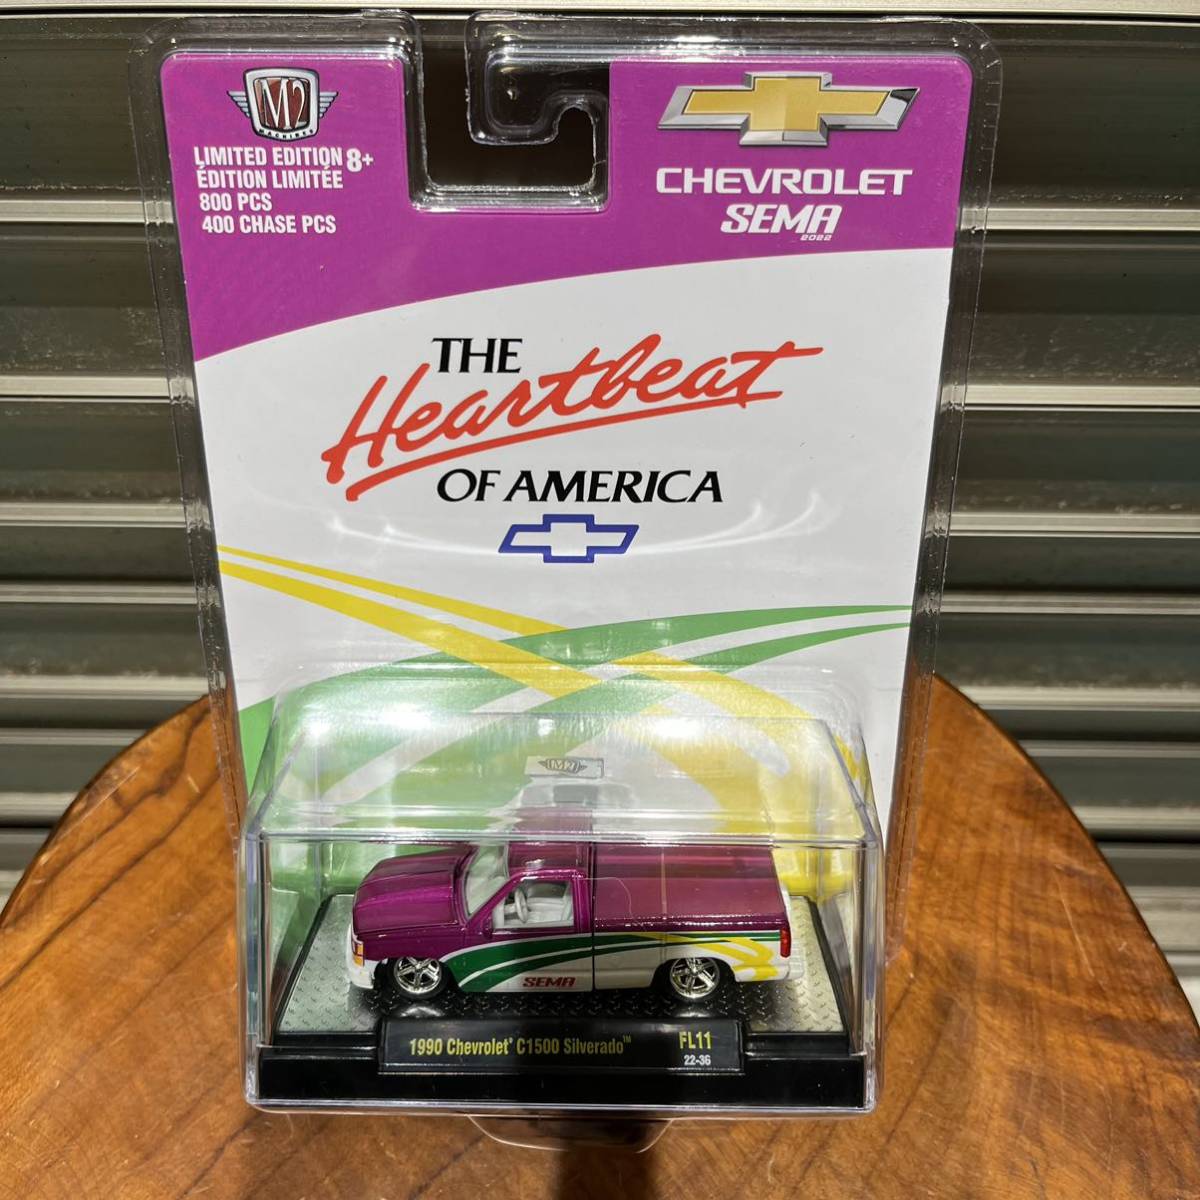 M2
MACHINES
LIMITED EDITION 8+
ÉDITION LIMITÉE
800 PCS
400 CHASE PCS
CHEVROLET
SEMA
2022
THE
Heartbeat
OF AMERICA
M2
SEMA
1990 Chevrolet® C1500 Silverado™
FL11
22-36